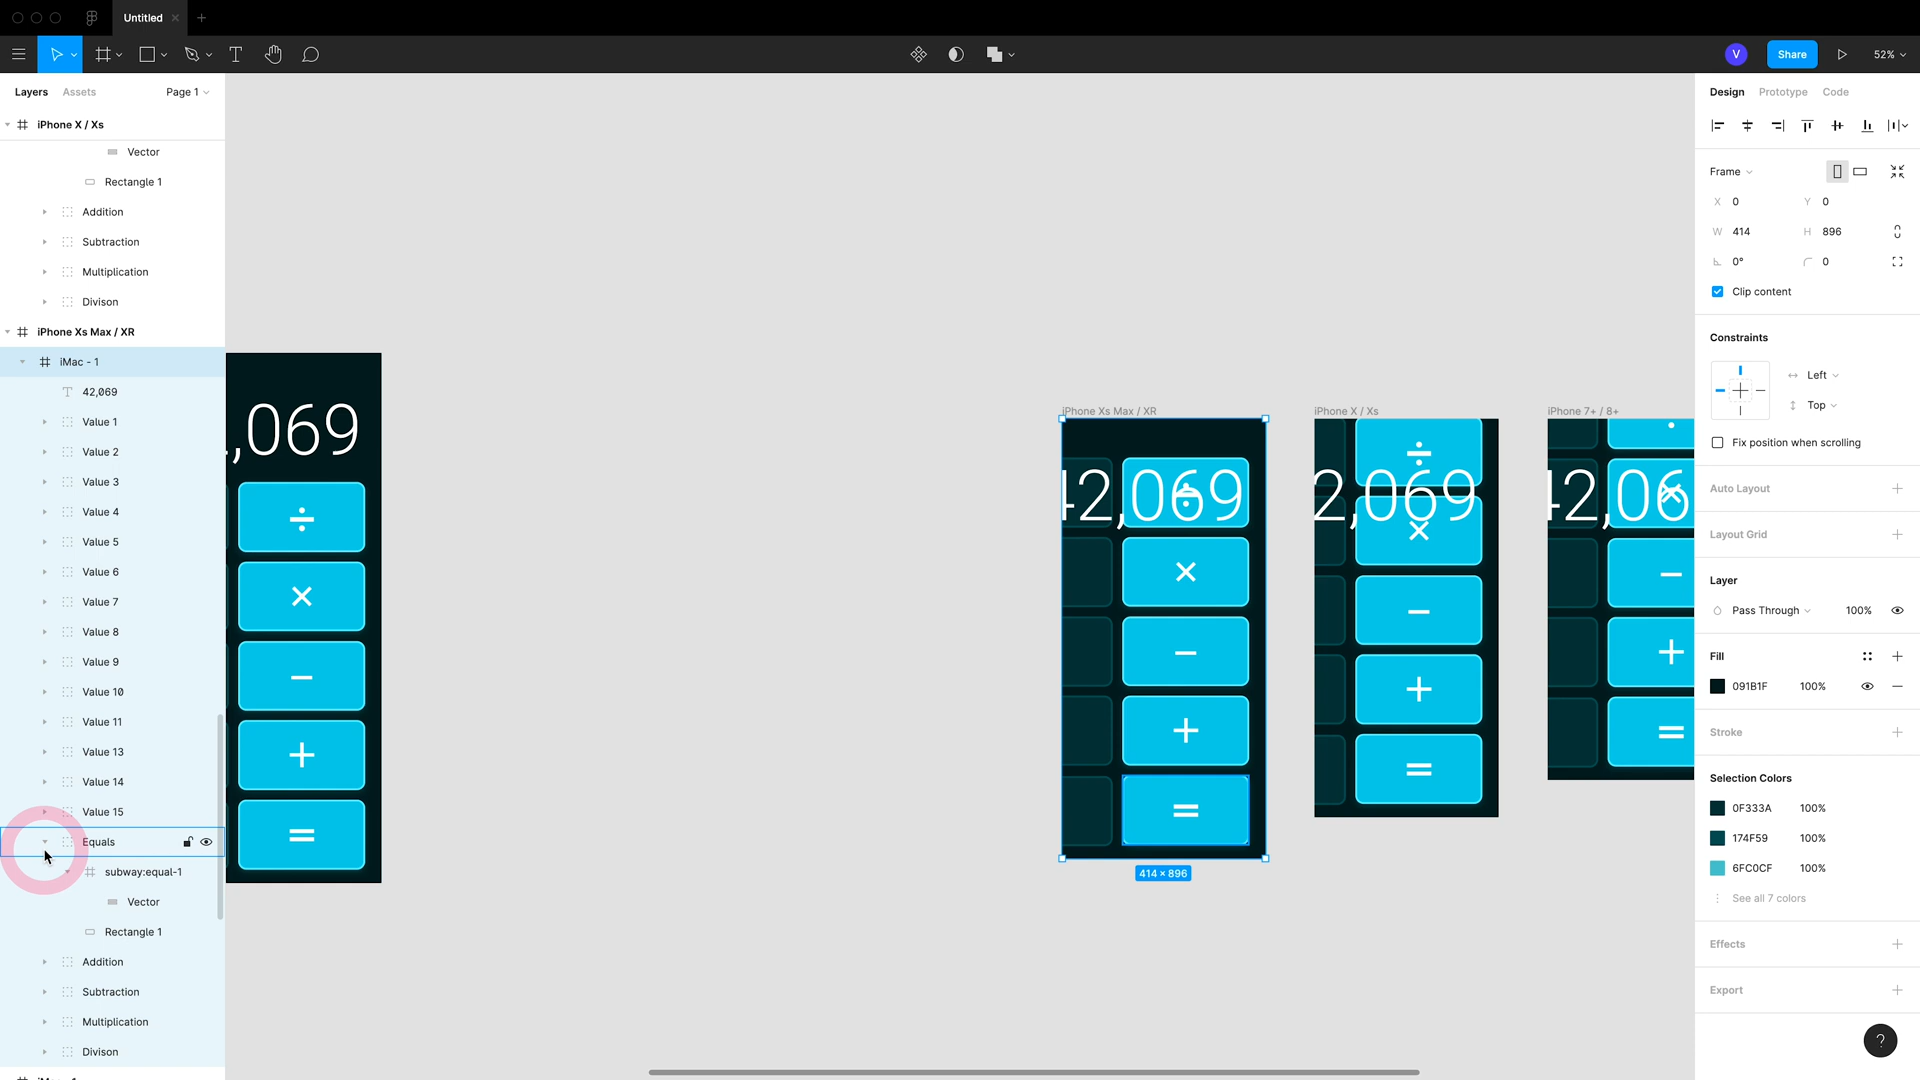 Untitled
V
Share
52%
Layers
Assets
Page 1
iPhone X / Xs
Vector
Rectangle 1
Addition
Subtraction
Multiplication
Divison
iPhone Xs Max / XR
iMac - 1
42,069
Value 1
Value 2
Value 3
Value 4
Value 5
Value 6
Value 7
Value 8
Value 9
Value 10
Value 11
Value 13
Value 14
Value 15
Equals
subway:equal-1
Vector
Rectangle 1
Addition
Subtraction
Multiplication
Divison
,069
÷
×
−
+
=
iPhone Xs Max / XR
42,069
÷
×
−
+
=
414 × 896
iPhone X / Xs
2,069
÷
×
−
+
=
iPhone 7+ / 8+
42,06
×
−
+
=
Design
Prototype
Code
Frame
X 0
Y 0
W 414
H 896
0°
0
Clip content
Constraints
Left
Top
Fix position when scrolling
Auto Layout
Layout Grid
Layer
Pass Through
100%
Fill
091B1F
100%
Stroke
Selection Colors
0F333A
100%
174F59
100%
6FC0CF
100%
See all 7 colors
Effects
Export
?